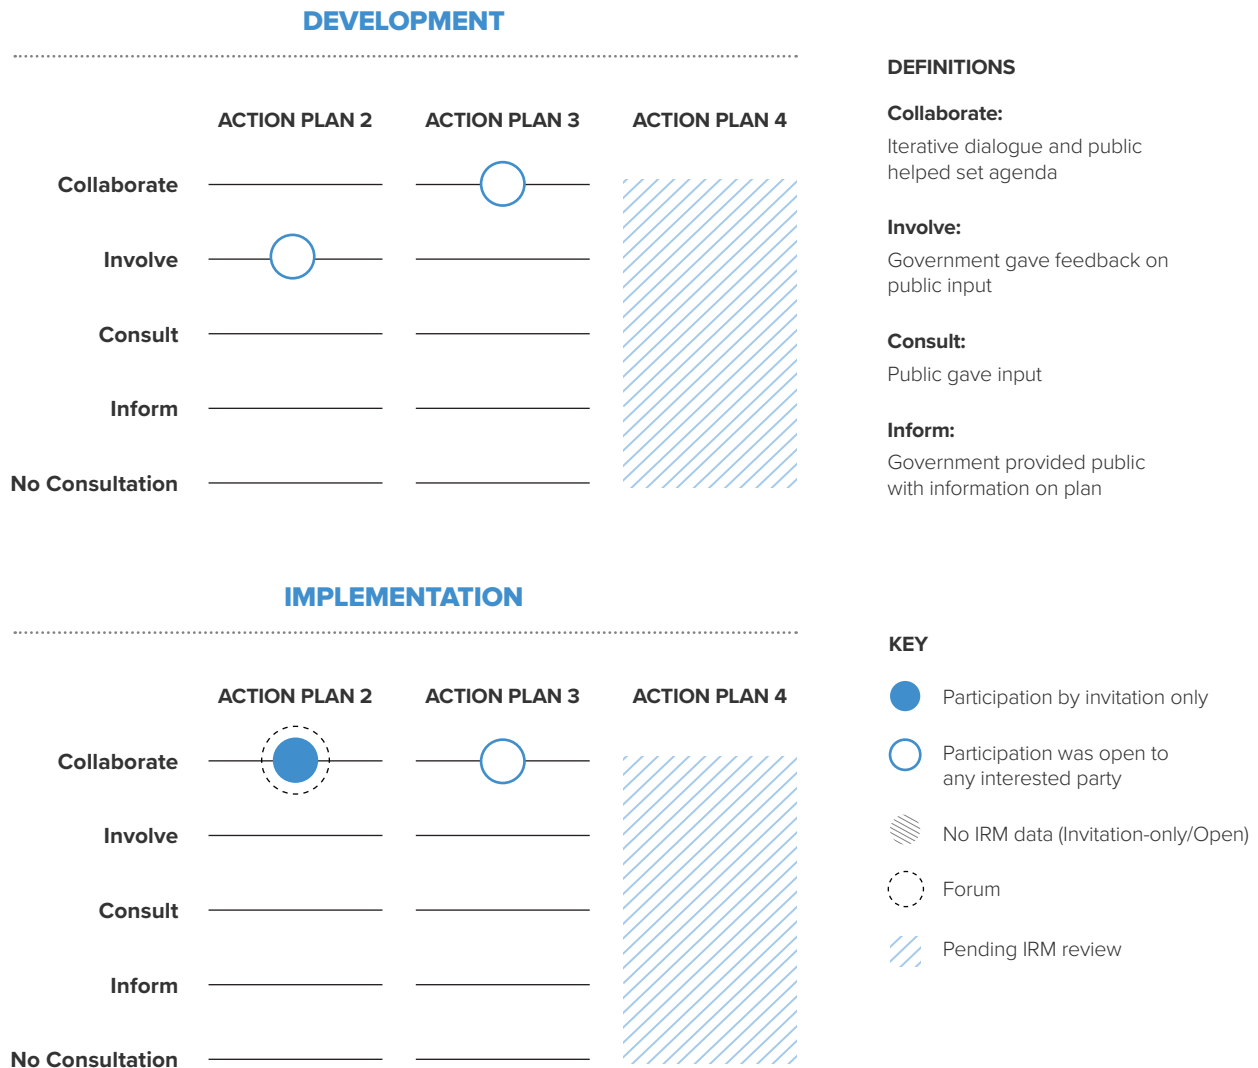 DEVELOPMENT
ACTION PLAN 2
ACTION PLAN 3
ACTION PLAN 4
Collaborate
Involve
Consult
Inform
No Consultation
DEFINITIONS
Collaborate:
Iterative dialogue and public
helped set agenda
Involve:
Government gave feedback on
public input
Consult:
Public gave input
Inform:
Government provided public
with information on plan
IMPLEMENTATION
ACTION PLAN 2
ACTION PLAN 3
ACTION PLAN 4
Collaborate
Involve
Consult
Inform
No Consultation
KEY
Participation by invitation only
Participation was open to
any interested party
No IRM data (Invitation-only/Open)
Forum
Pending IRM review